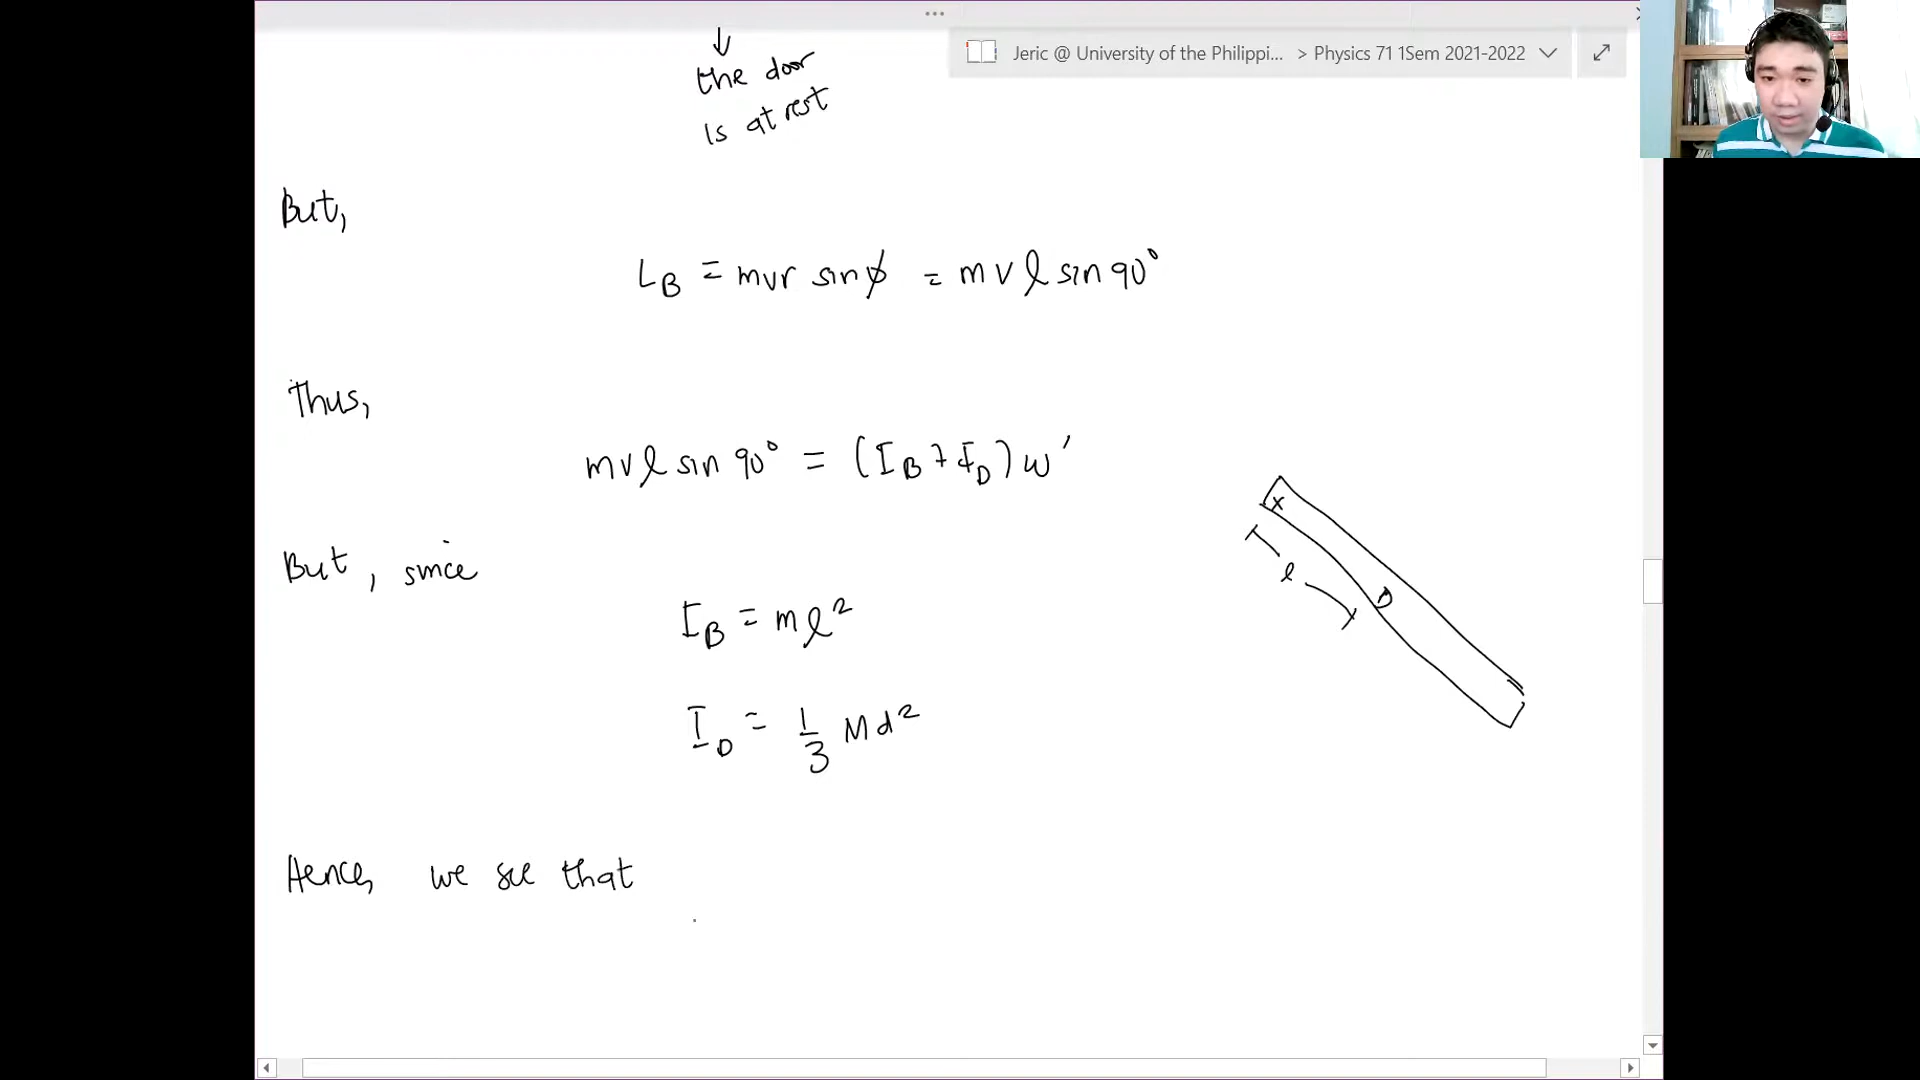 the door
is at rest
Jeric @ University of the Philippi... > Physics 71 1Sem 2021-2022
But,
L_B = mvr sin ϕ = mvℓ sin 90°
Thus,
mvℓ sin 90° = (I_B + I_D) ω′
But, since
I_B = mℓ²
I_D = 1/3 Md²
x
ℓ
D
Hence, we see that